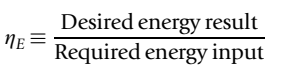 η_E ≡ Desired energy result / Required energy input